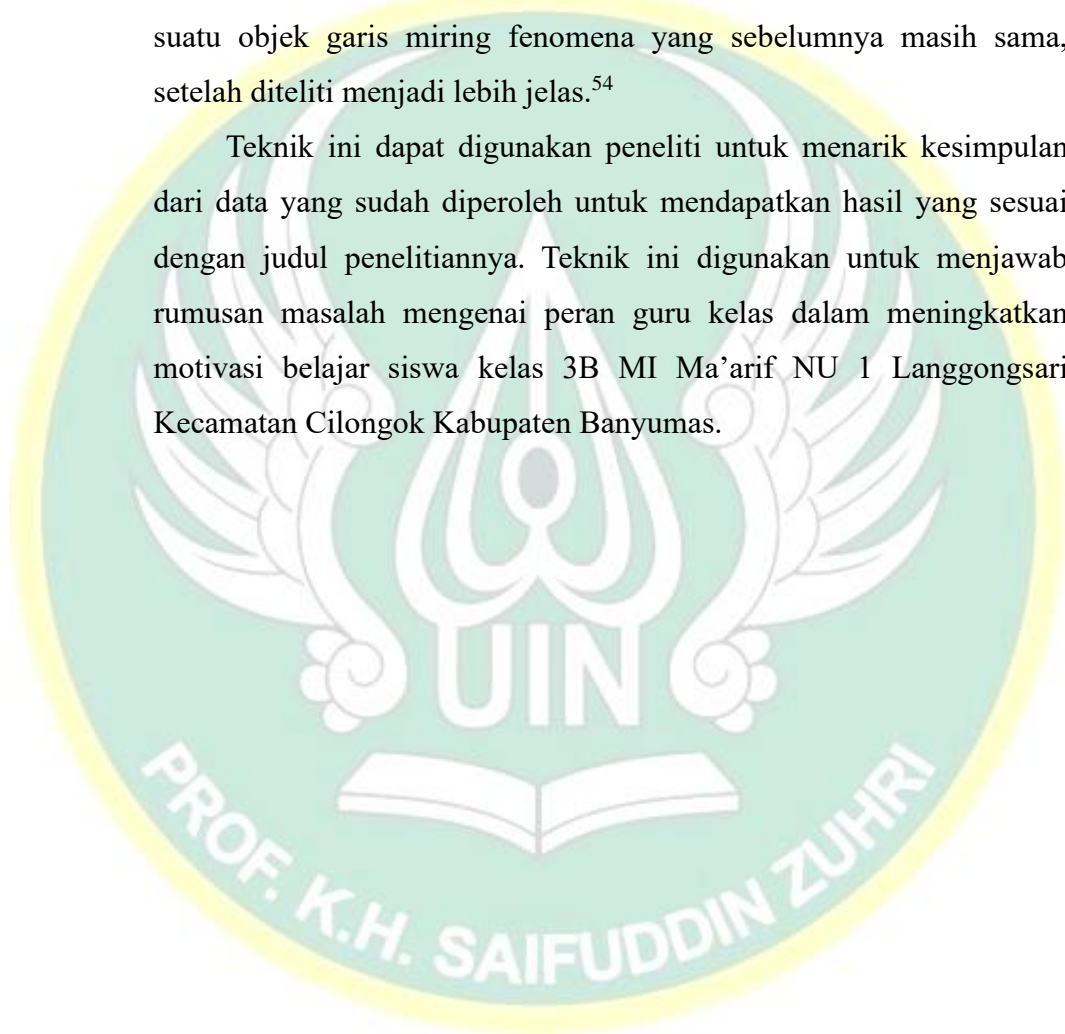 suatu objek garis miring fenomena yang sebelumnya masih sama,
setelah diteliti menjadi lebih jelas.54
Teknik ini dapat digunakan peneliti untuk menarik kesimpulan
dari data yang sudah diperoleh untuk mendapatkan hasil yang sesuai
dengan judul penelitiannya. Teknik ini digunakan untuk menjawab
rumusan masalah mengenai peran guru kelas dalam meningkatkan
motivasi belajar siswa kelas 3B MI Ma’arif NU 1 Langgongsari
Kecamatan Cilongok Kabupaten Banyumas.
UIN
PROF. K.H. SAIFUDDIN ZUHRI